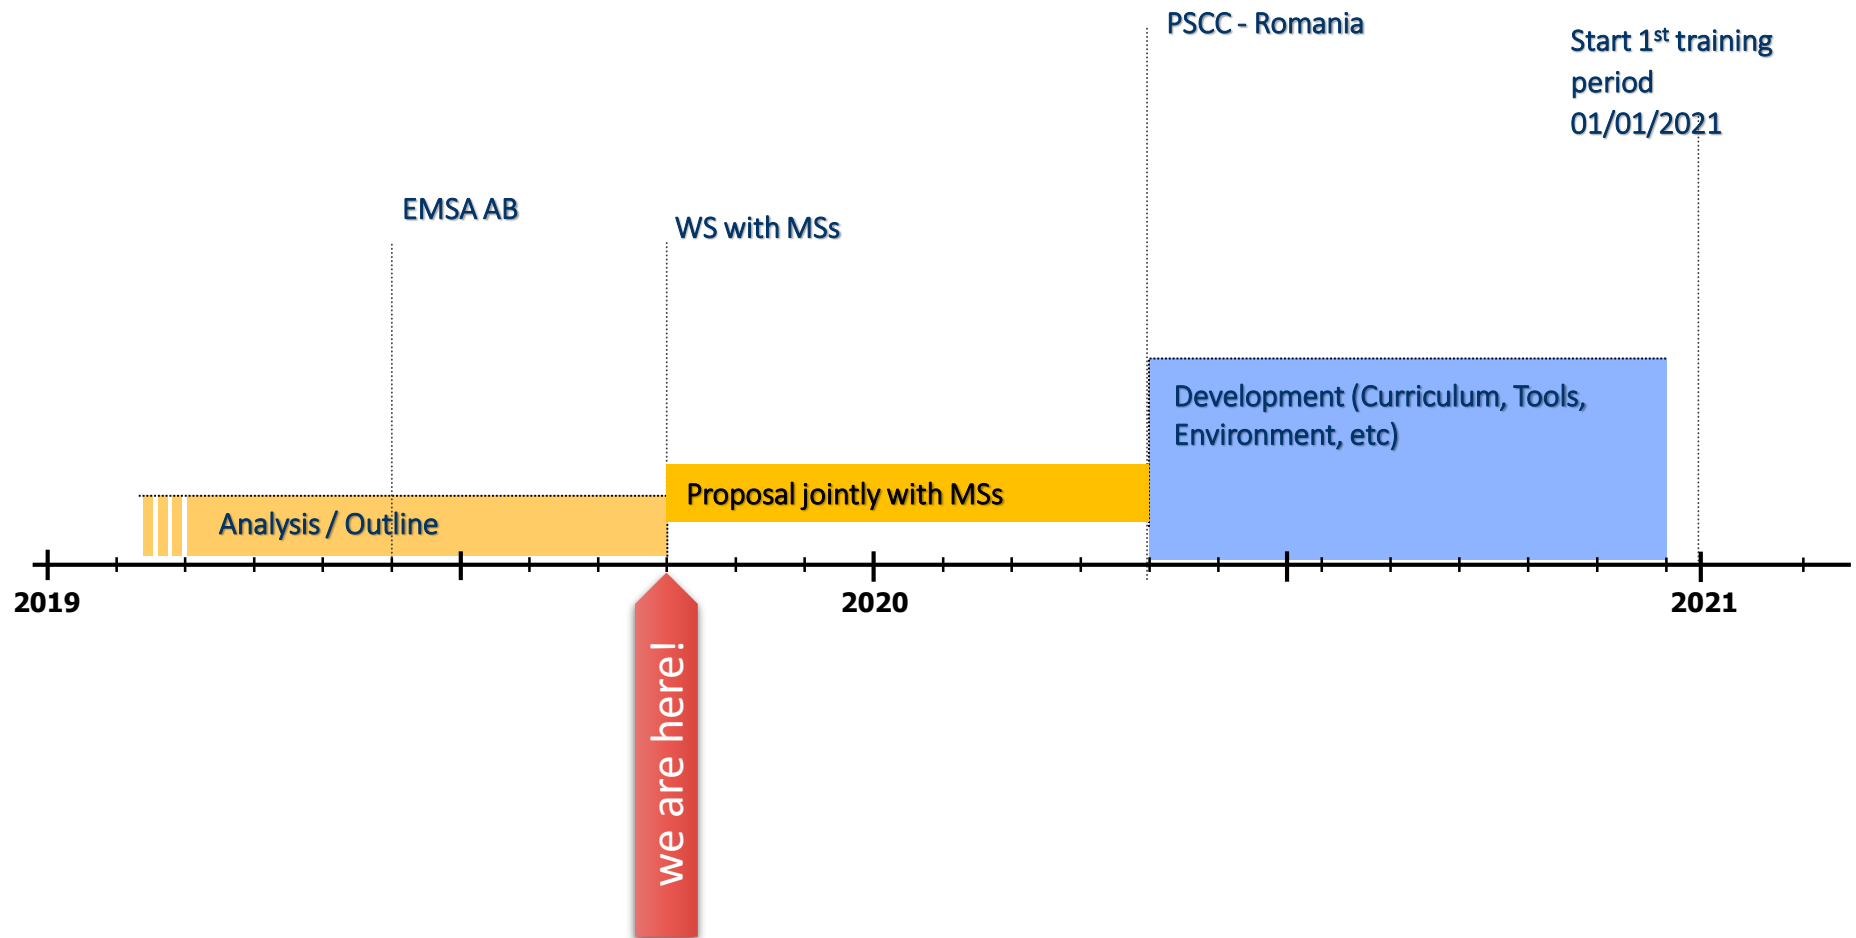 PSCC - Romania
Start 1st training
period
01/01/2021
EMSA AB
WS with MSs
Development (Curriculum, Tools,
Environment, etc)
Proposal jointly with MSs
Analysis / Outline
2019
2020
2021
we are here!